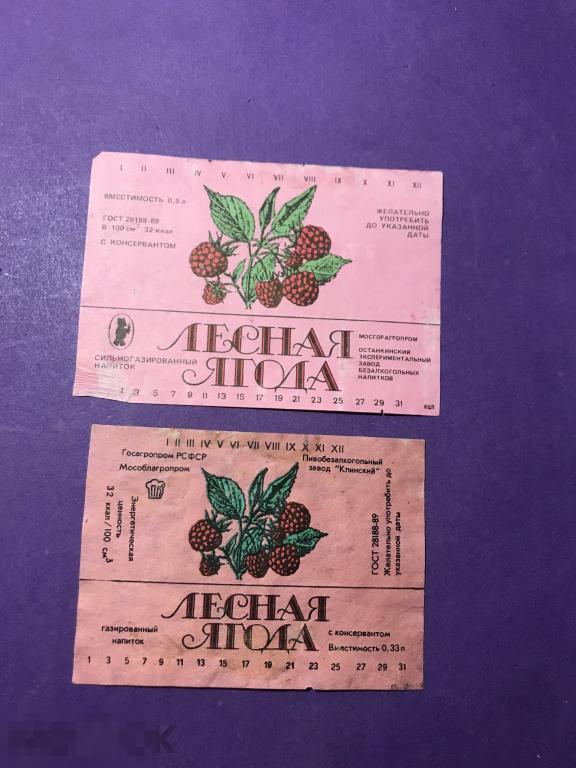 I II III IV V VI VII VIII IX X XI XII
ВМЕСТИМОСТЬ 0,5 л
ГОСТ 28188-89
В 100 см³ 32 ккал
С КОНСЕРВАНТОМ
ЖЕЛАТЕЛЬНО
УПОТРЕБИТЬ
ДО УКАЗАННОЙ
ДАТЫ
ЛЕСНАЯ
ЯГОДА
СИЛЬНОГАЗИРОВАННЫЙ
НАПИТОК
МОСГОРАГРОПРОМ
ОСТАНКИНСКИЙ
ЭКСПЕРИМЕНТАЛЬНЫЙ
ЗАВОД
БЕЗАЛКОГОЛЬНЫХ
НАПИТКОВ
3 5 7 9 11 13 15 17 19 21 23 25 27 29 31
КЦП
I II III IV V VI VII VIII IX X XI XII
Госагропром РСФСР
Мособлагропром
Пивобезалкогольный
завод "Клинский"
Энергетическая
ценность
32 ккал/100 см³
ГОСТ 28188-89
Желательно употребить до
указанной даты
ЛЕСНАЯ
ЯГОДА
газированный
напиток
с консервантом
Вместимость 0,33 л
1 3 5 7 9 11 13 15 17 19 21 23 25 27 29 31